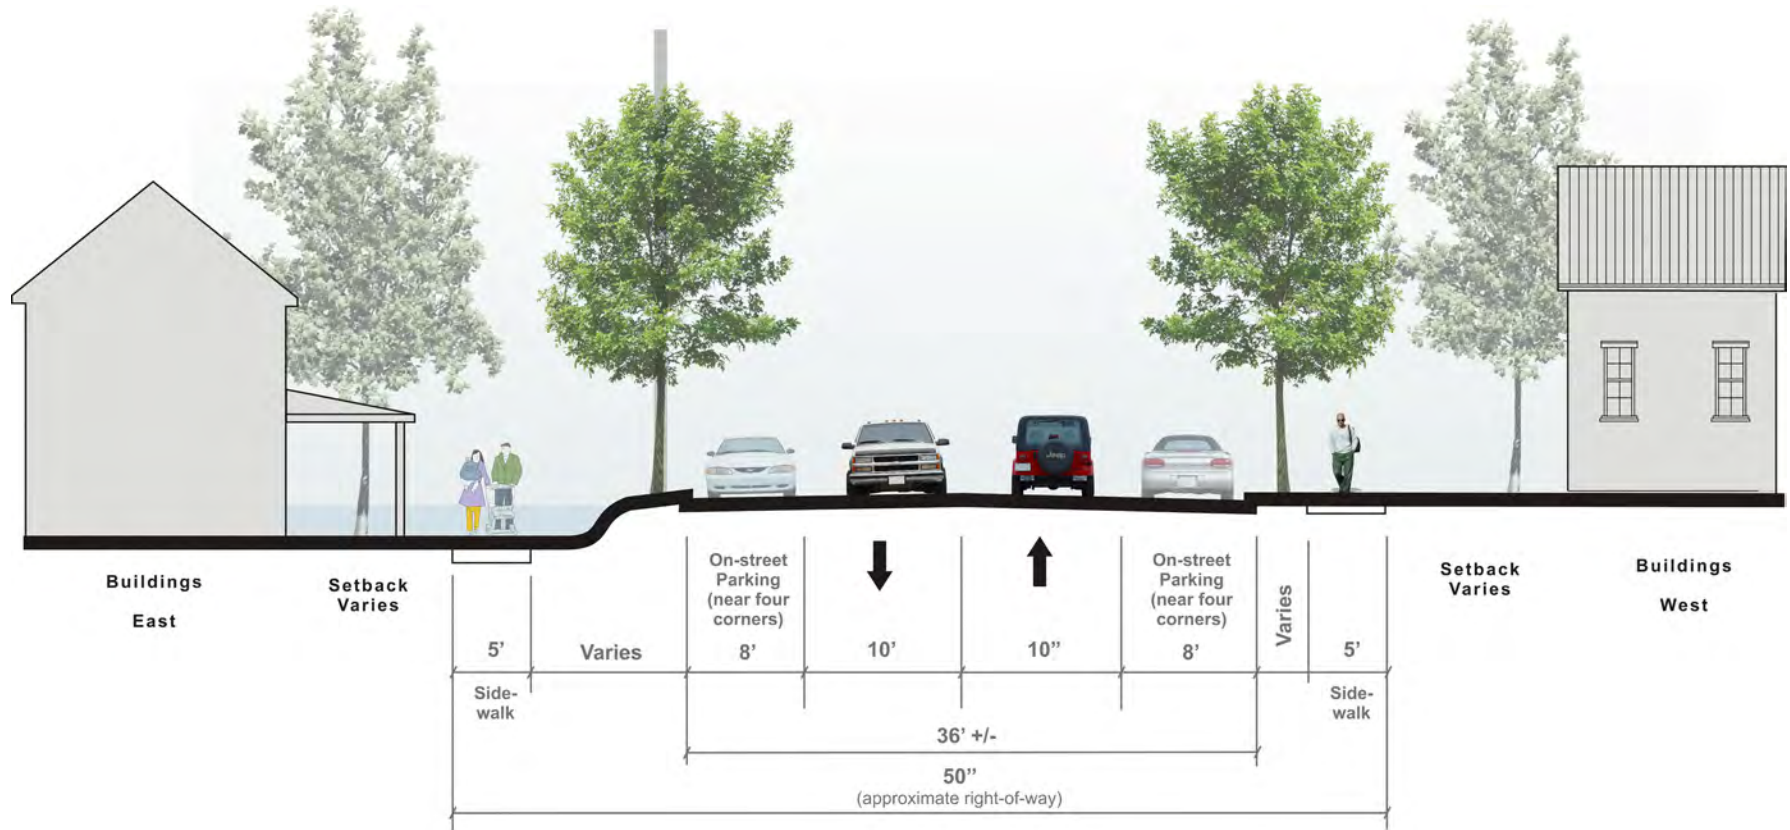 Buildings
East
Setback
Varies
5’
Side-
walk
Varies
On-street
Parking
(near four
corners)
8’
10’
10”
On-street
Parking
(near four
corners)
8’
Varies
5’
Side-
walk
Setback
Varies
Buildings
West
36’ +/-
50”
(approximate right-of-way)
Jeep